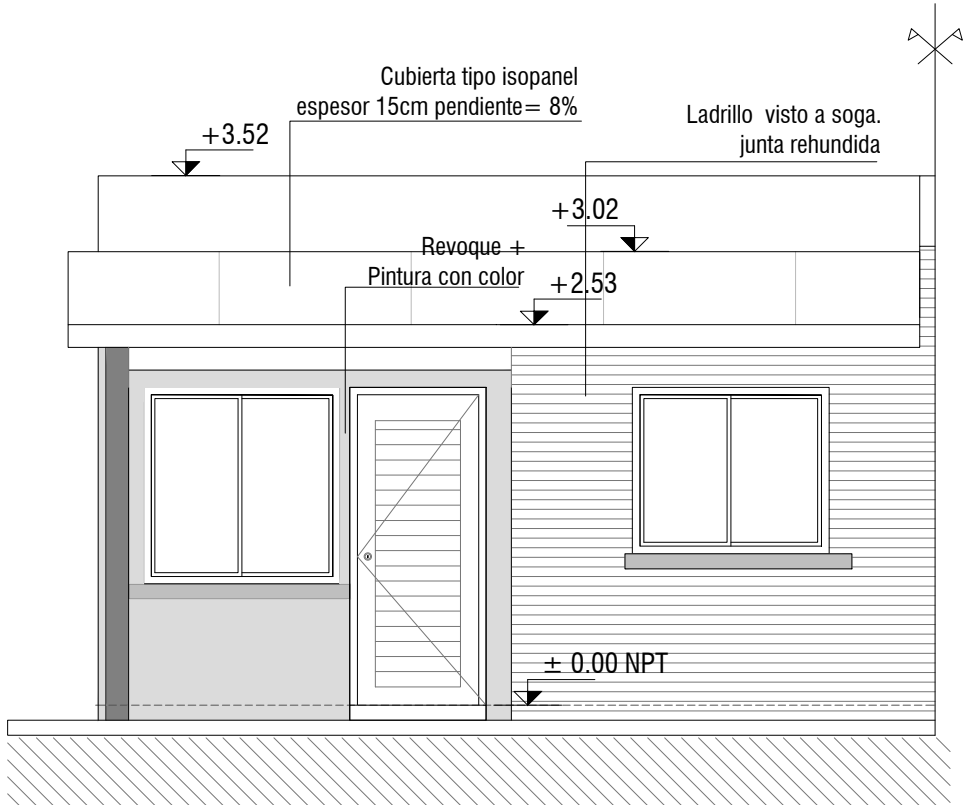 Cubierta tipo isopanel
espesor 15cm pendiente= 8%
Ladrillo visto a soga.
junta rehundida
+3.52
+3.02
Revoque +
Pintura con color
+2.53
± 0.00 NPT